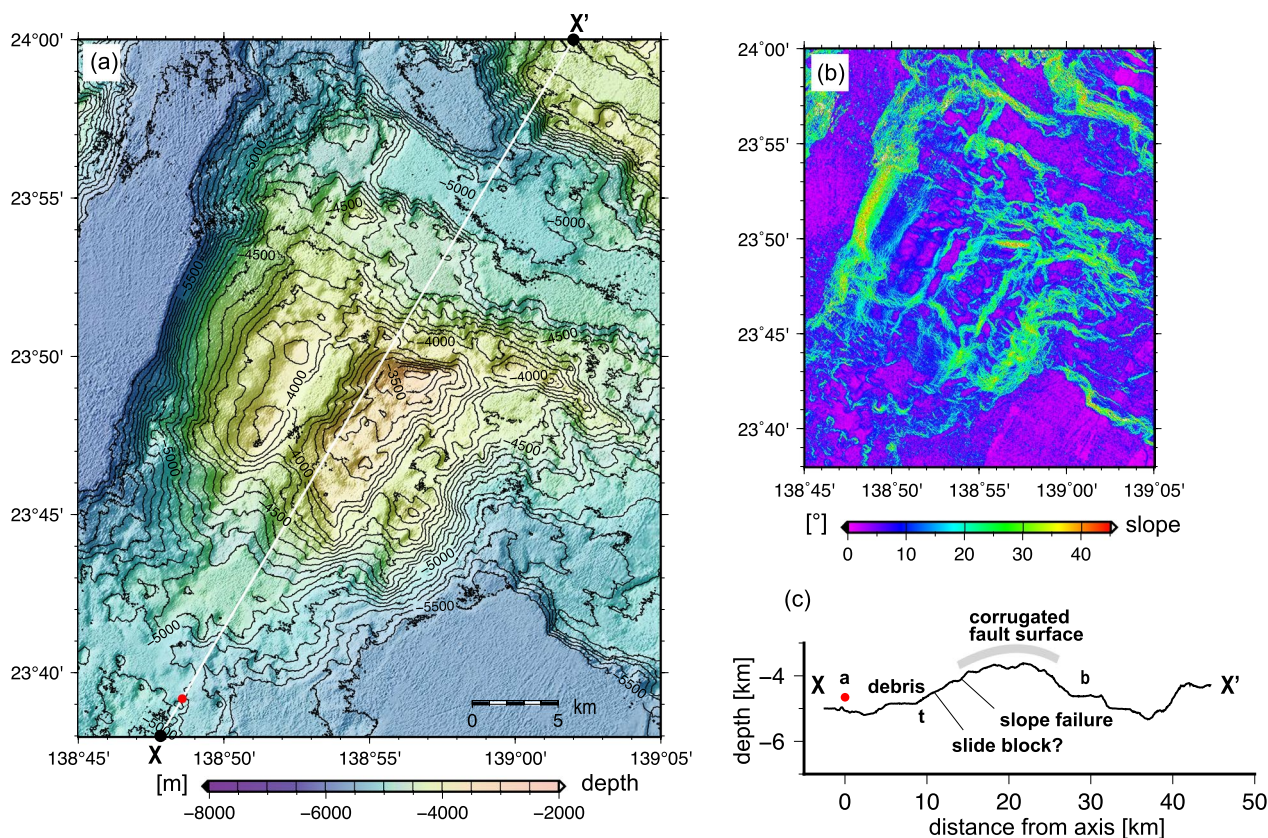 X'
24°00'
(a)
23°55'
23°50'
23°45'
23°40'
−5000
−5000
−5000
−4500
−5000
−4500
−4500
−4000
−3500
−4000
−4000
−4000
−4500
−5000
−4500
−5000
−5500
−5000
−5500
0 5 km
X
138°45' 138°50' 138°55' 139°00' 139°05'
[m] depth
−8000 −6000 −4000 −2000
(b)
24˚00'
23˚55'
23˚50'
23˚45'
23˚40'
138˚45' 138˚50' 138˚55' 139˚00' 139˚05'
[°] slope
0 10 20 30 40
(c)
corrugated
fault surface
X a debris b X'
t slope failure
slide block?
depth [km]
−4
−6
0 10 20 30 40 50
distance from axis [km]